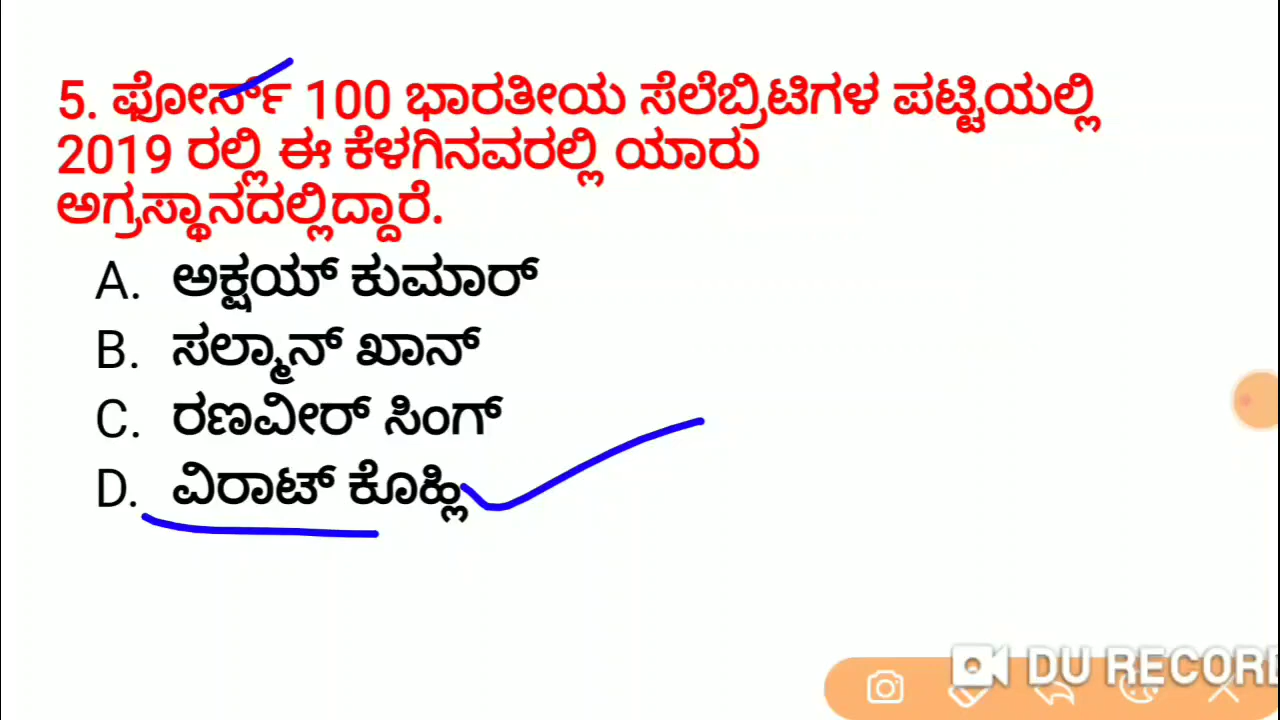 5. ಫೋರ್ಸ್ 100 ಭಾರತೀಯ ಸೆಲೆಬ್ರಿಟಿಗಳ ಪಟ್ಟಿಯಲ್ಲಿ
2019 ರಲ್ಲಿ ಈ ಕೆಳಗಿನವರಲ್ಲಿ ಯಾರು
ಅಗ್ರಸ್ಥಾನದಲ್ಲಿದ್ದಾರೆ.
A. ಅಕ್ಷಯ್ ಕುಮಾರ್
B. ಸಲ್ಮಾನ್ ಖಾನ್
C. ರಣವೀರ್ ಸಿಂಗ್
D. ವಿರಾಟ್ ಕೊಹ್ಲಿ
DU RECORD